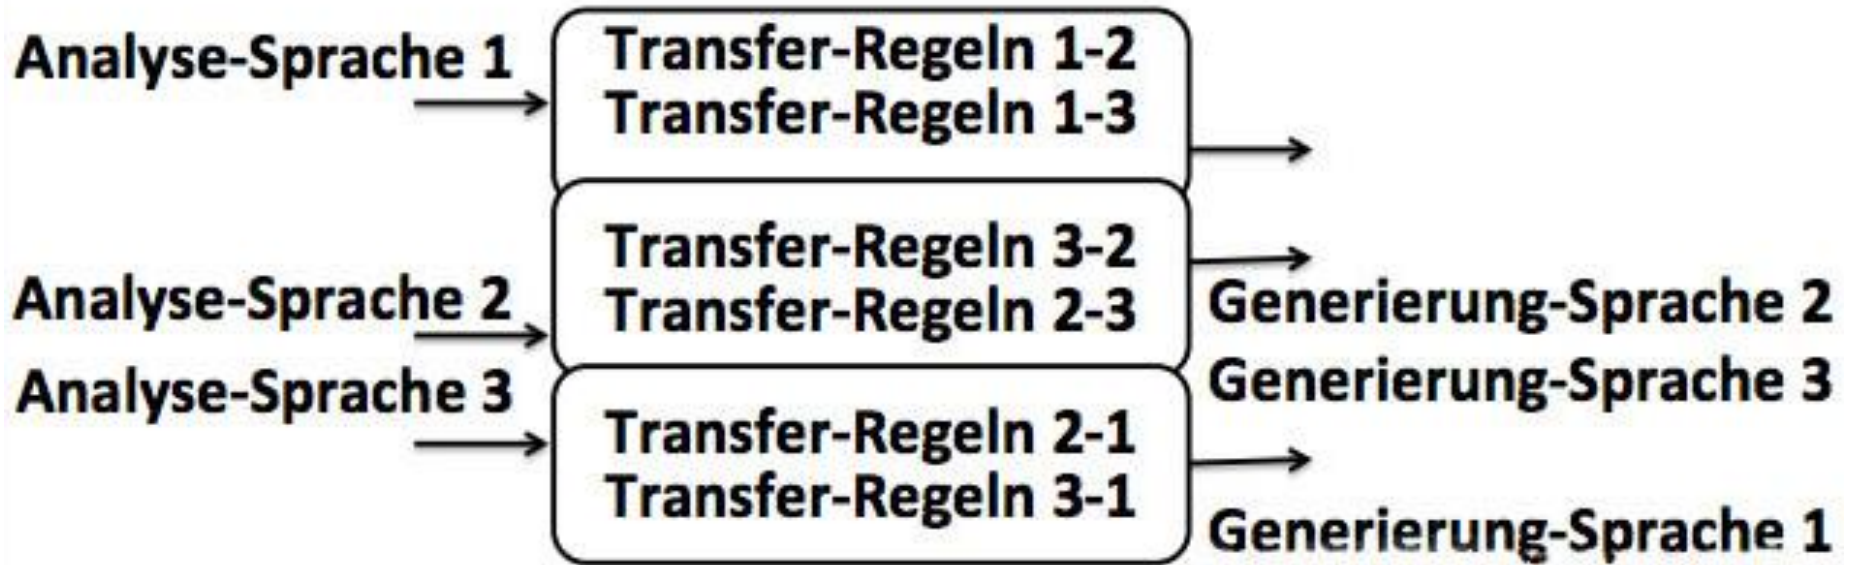 Analyse-Sprache 1
Transfer-Regeln 1-2
Transfer-Regeln 1-3
Analyse-Sprache 2
Transfer-Regeln 3-2
Transfer-Regeln 2-3
Generierung-Sprache 2
Analyse-Sprache 3
Generierung-Sprache 3
Transfer-Regeln 2-1
Transfer-Regeln 3-1
Generierung-Sprache 1